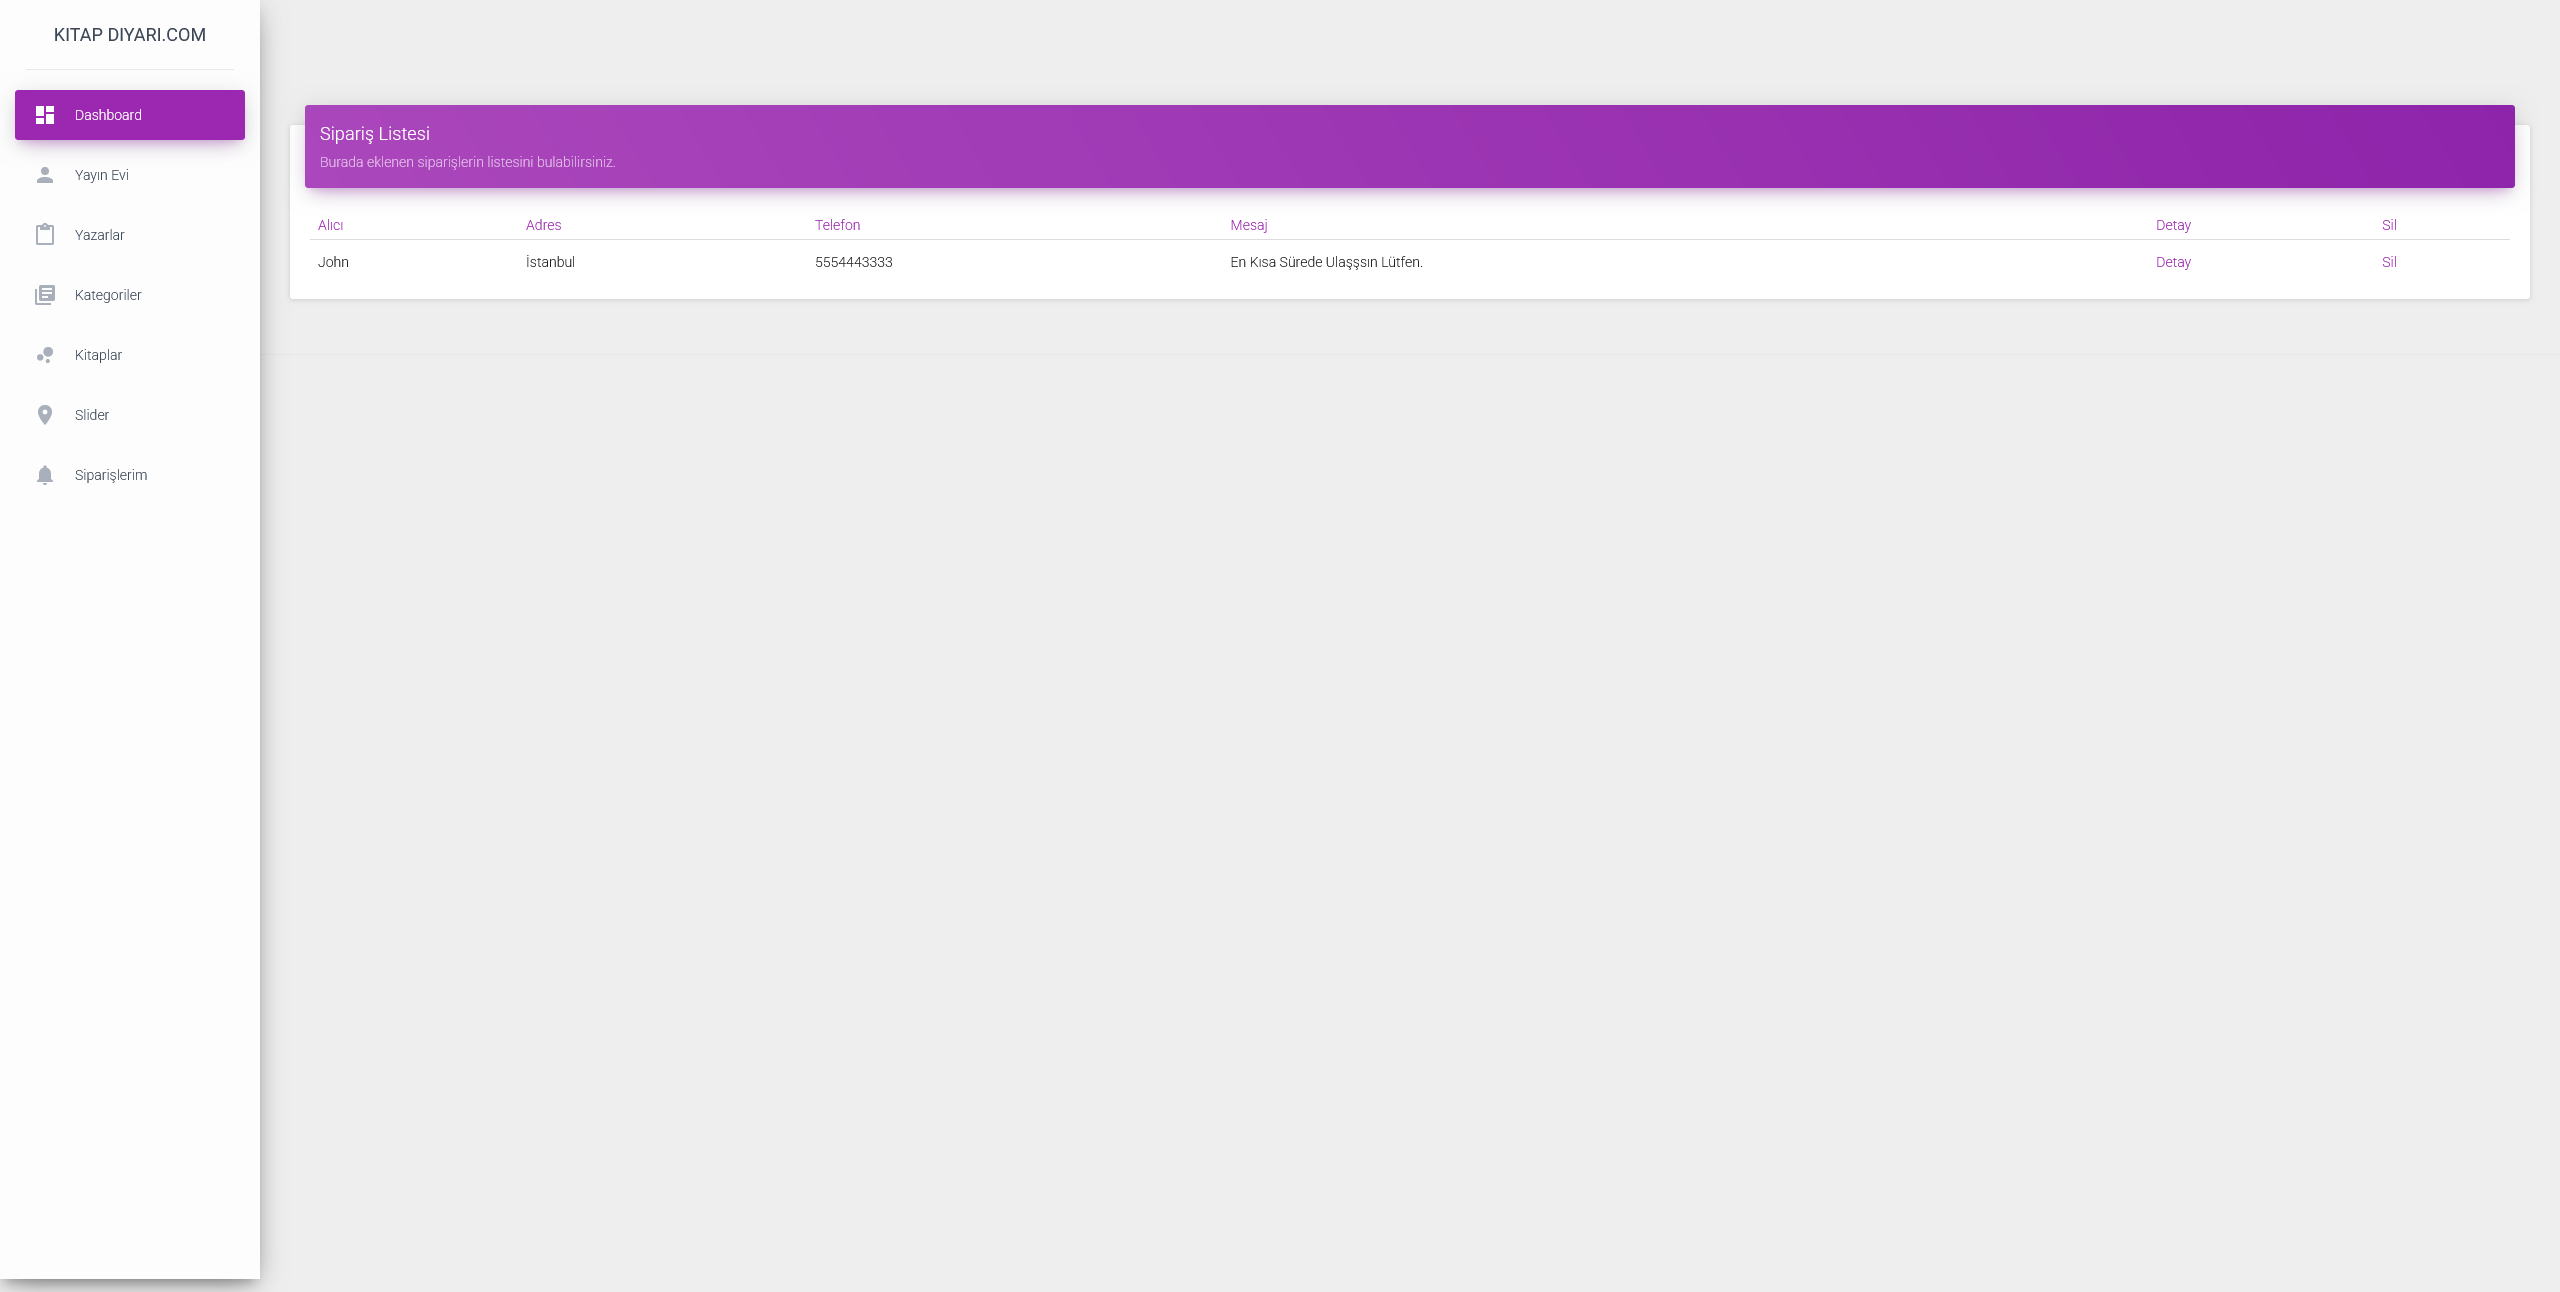 KITAP DIYARI.COM
Dashboard
Yayın Evi
Yazarlar
Kategoriler
Kitaplar
Slider
Siparişlerim
Sipariş Listesi
Burada eklenen siparişlerin listesini bulabilirsiniz.
Alıcı Adres Telefon Mesaj Detay Sil
John İstanbul 5554443333 En Kısa Sürede Ulaşşsın Lütfen. Detay Sil